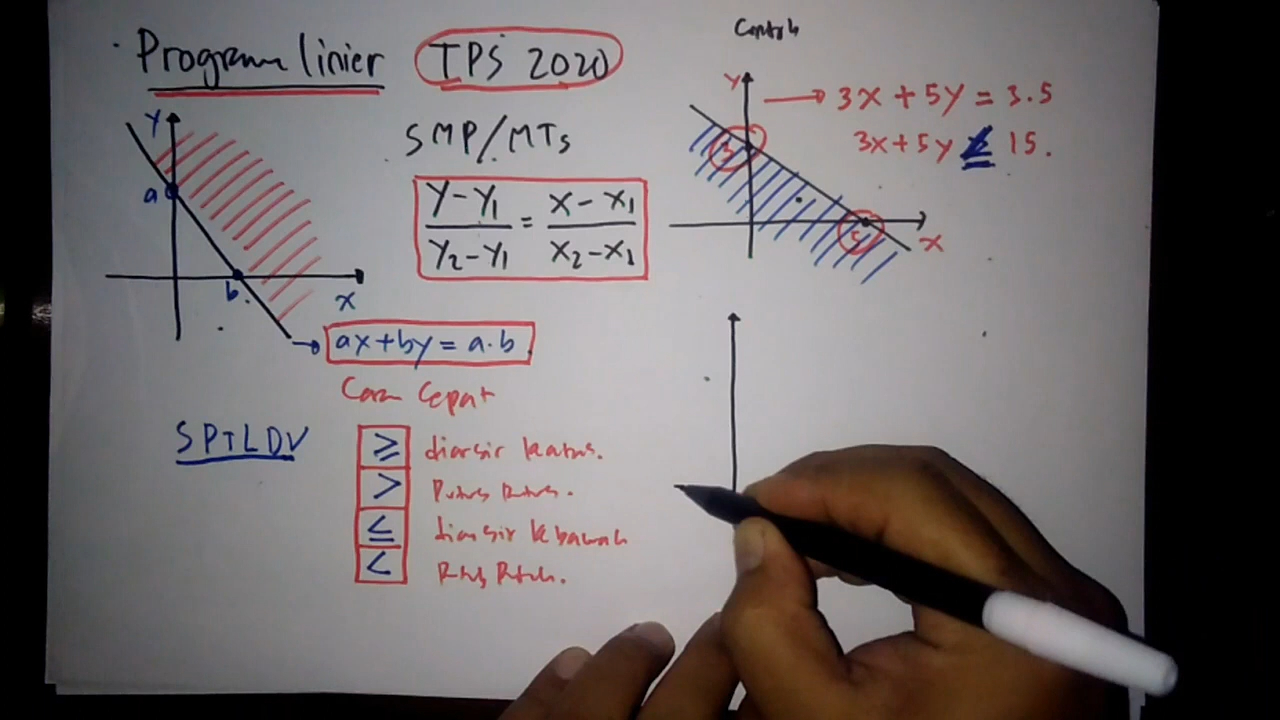 Program linier TPS 2020
y
a
b
x
SMP/MTs
y-y₁ / y₂-y₁ = x-x₁ / x₂-x₁
ax+by = a.b
Cara Cepat
SPtLDV
≥ diarsir keatas.
> Putus Putus.
≤ diarsir kebawah
< Putus Putus.
Contoh
y
3
5
x
→ 3x+5y = 3.5
3x+5y ≤ 15.